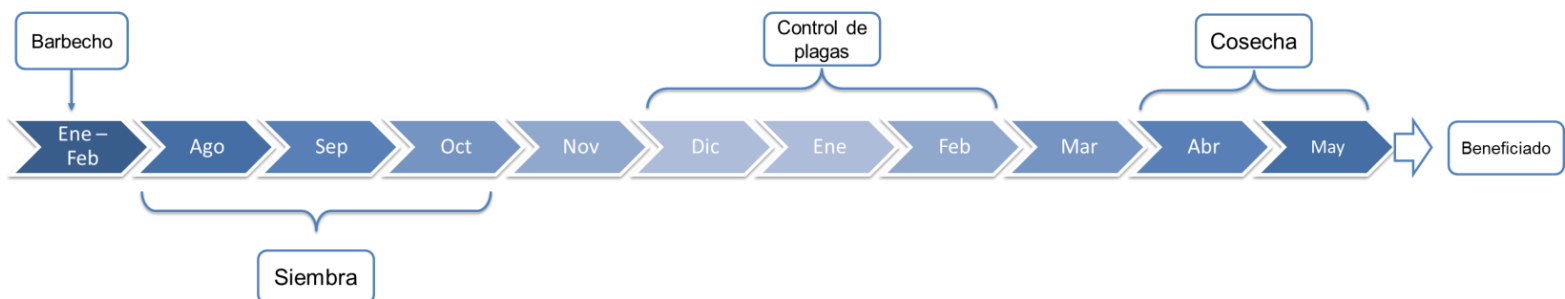 Barbecho
Control de
plagas
Cosecha
Ene –
Feb
Ago
Sep
Oct
Nov
Dic
Ene
Feb
Mar
Abr
May
Beneficiado
Siembra